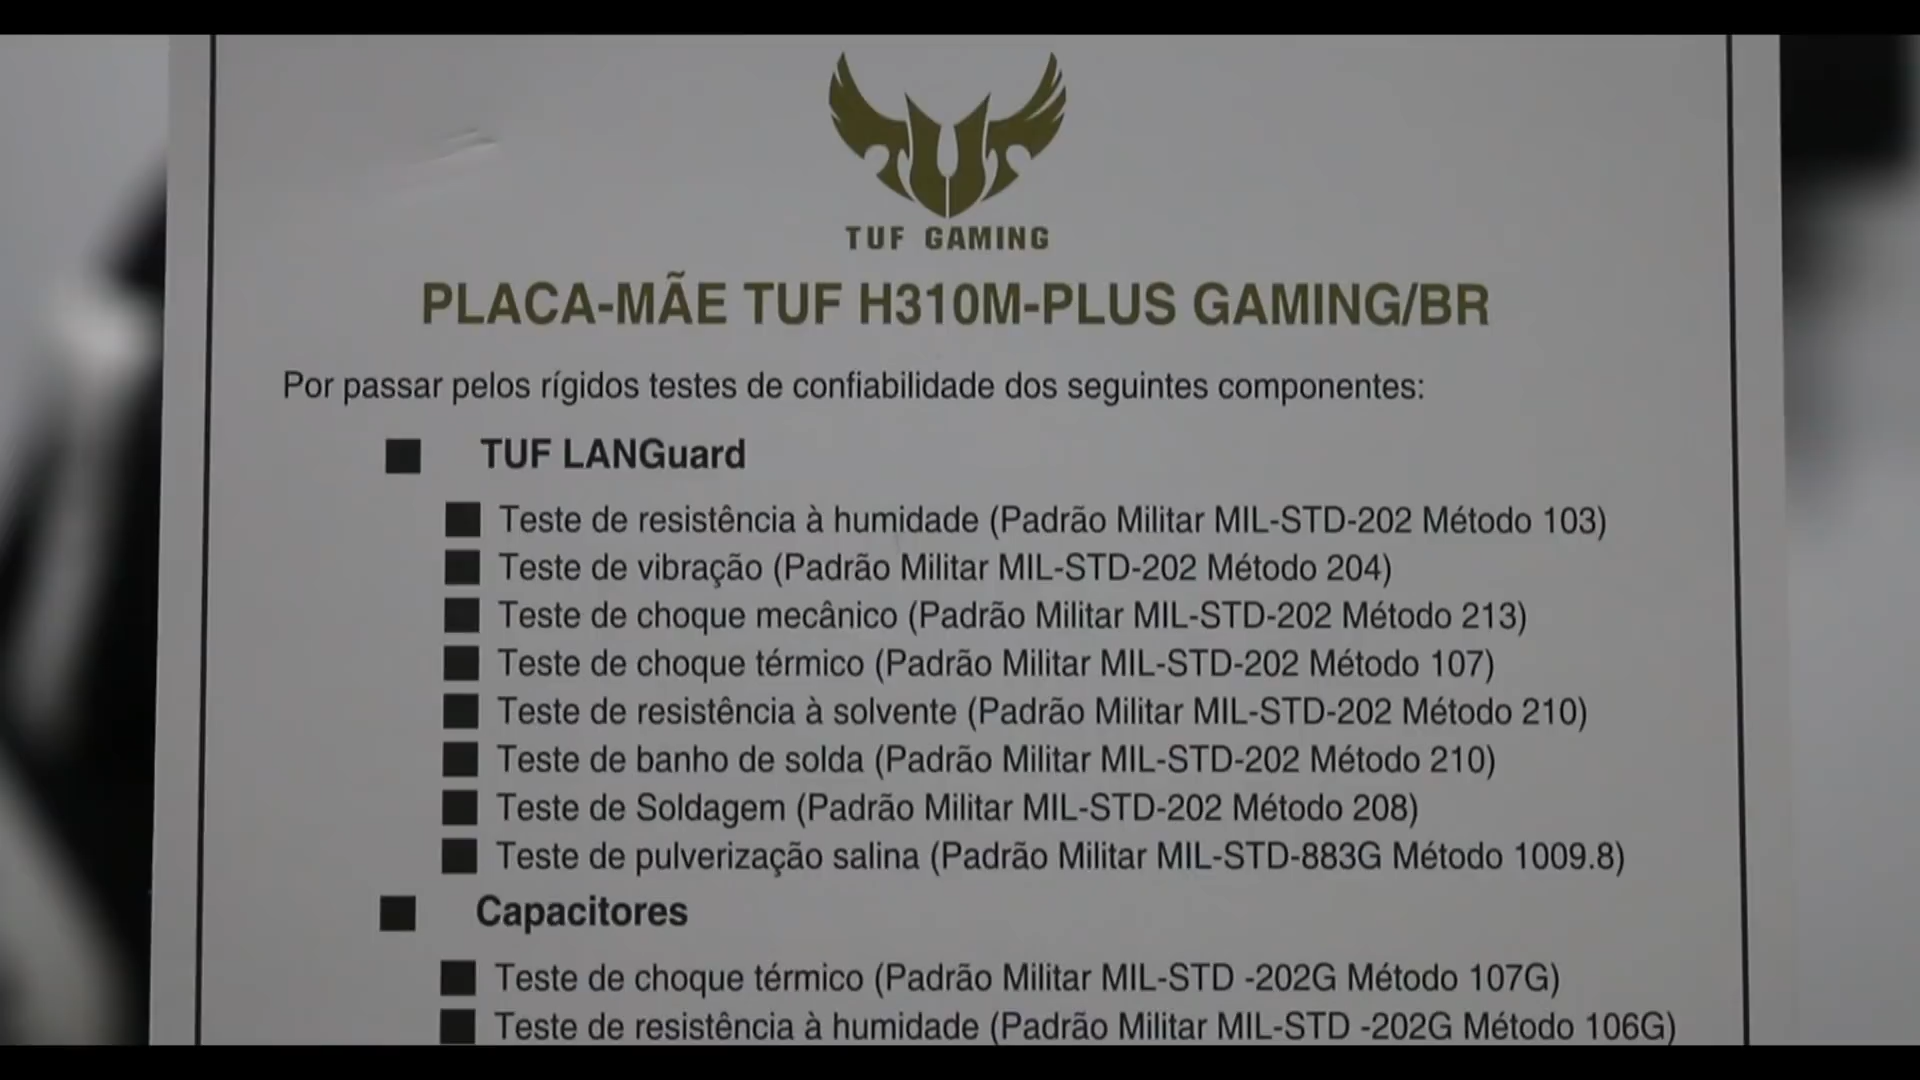 TUF GAMING
PLACA-MÃE TUF H310M-PLUS GAMING/BR
Por passar pelos rígidos testes de confiabilidade dos seguintes componentes:
TUF LANGuard
Teste de resistência à humidade (Padrão Militar MIL-STD-202 Método 103)
Teste de vibração (Padrão Militar MIL-STD-202 Método 204)
Teste de choque mecânico (Padrão Militar MIL-STD-202 Método 213)
Teste de choque térmico (Padrão Militar MIL-STD-202 Método 107)
Teste de resistência à solvente (Padrão Militar MIL-STD-202 Método 210)
Teste de banho de solda (Padrão Militar MIL-STD-202 Método 210)
Teste de Soldagem (Padrão Militar MIL-STD-202 Método 208)
Teste de pulverização salina (Padrão Militar MIL-STD-883G Método 1009.8)
Capacitores
Teste de choque térmico (Padrão Militar MIL-STD -202G Método 107G)
Teste de resistência à humidade (Padrão Militar MIL-STD -202G Método 106G)